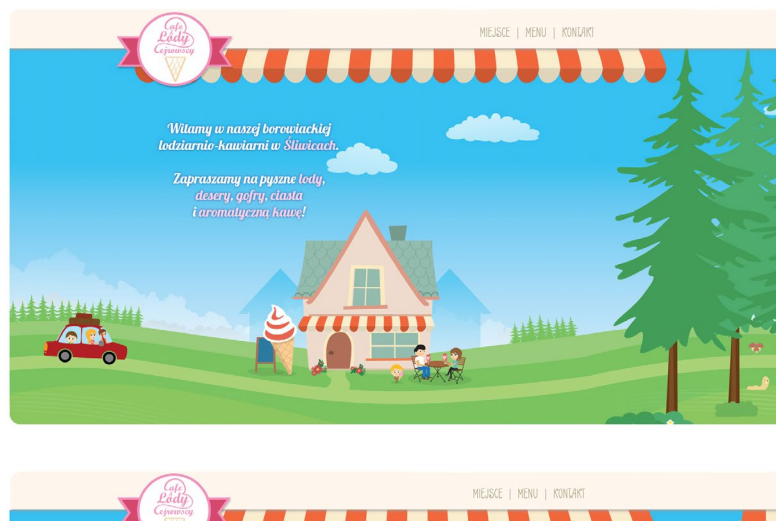 Cafe
Lody
Cejrowscy
MIEJSCE | MENU | KONTAKT
Witamy w naszej borowiackiej
lodziarnio-kawiarni w Śliwicach.
Zapraszamy na pyszne lody,
desery, gofry, ciasta
i aromatyczną kawę!
Cafe
Lody
Cejrowscy
MIEJSCE | MENU | KONTAKT